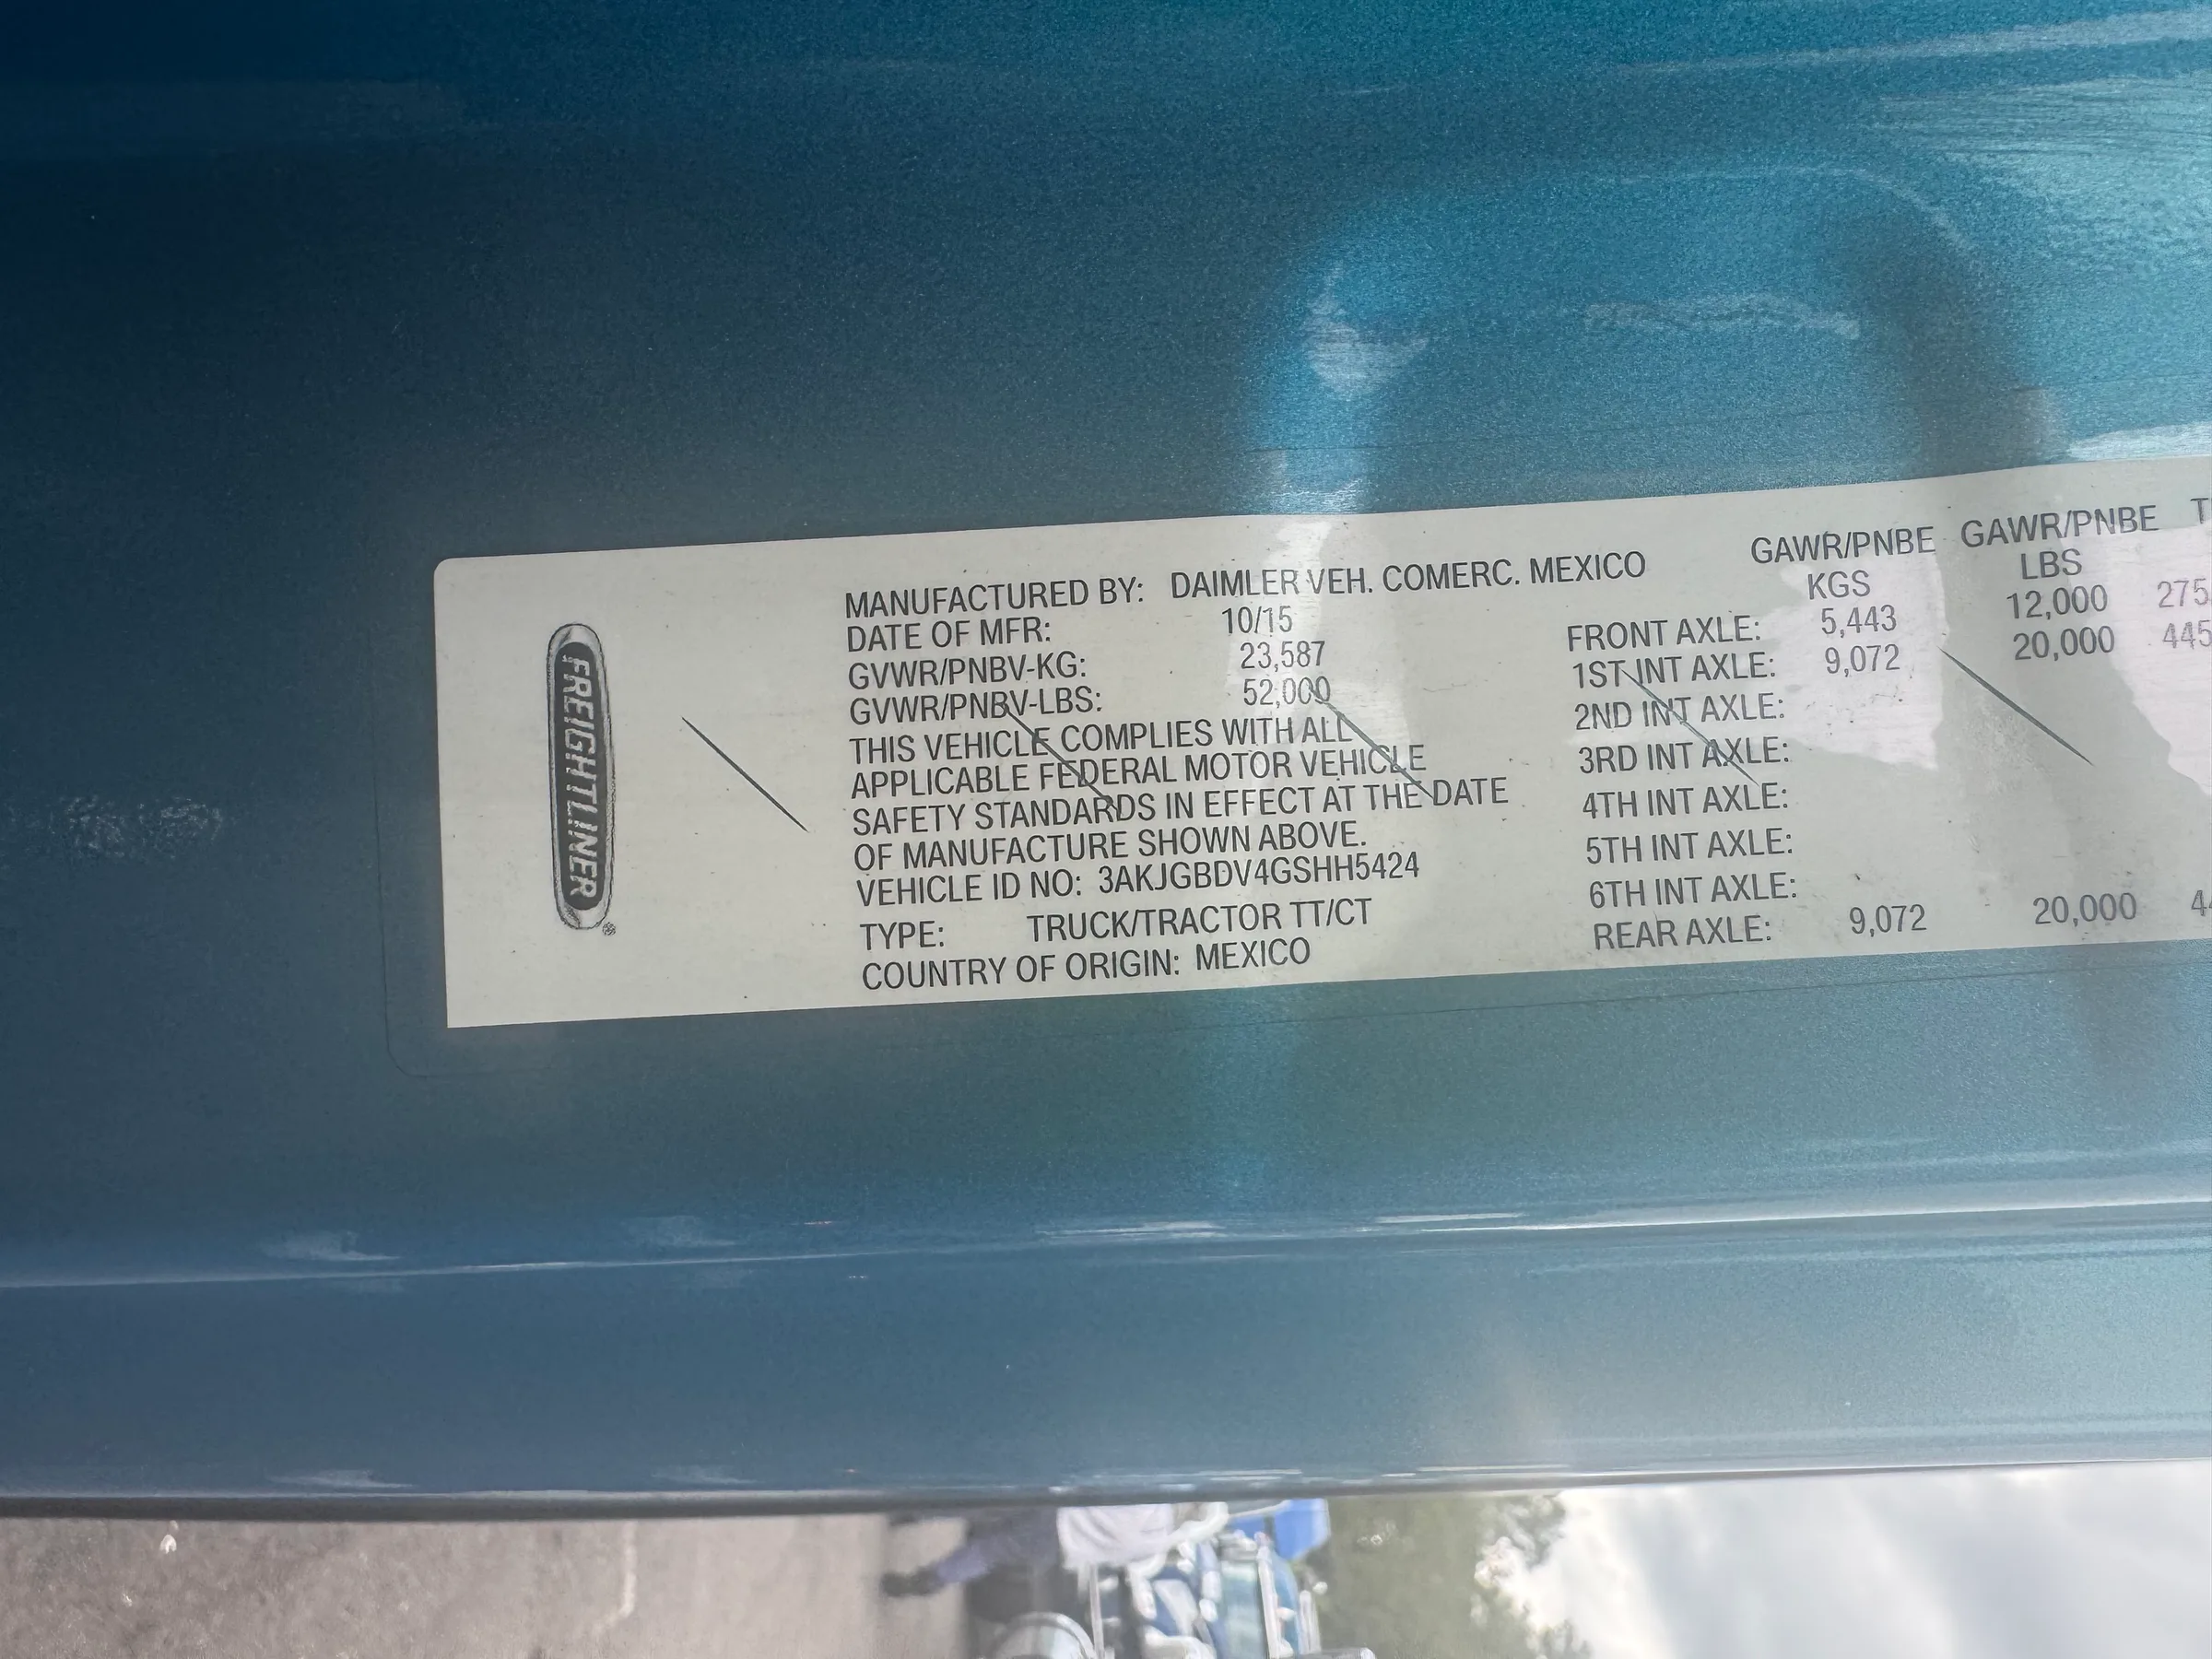 FREIGHTLINER®
MANUFACTURED BY: DAIMLER VEH. COMERC. MEXICO
DATE OF MFR: 10/15
GVWR/PNBV-KG: 23,587
GVWR/PNBV-LBS: 52,000
THIS VEHICLE COMPLIES WITH ALL
APPLICABLE FEDERAL MOTOR VEHICLE
SAFETY STANDARDS IN EFFECT AT THE DATE
OF MANUFACTURE SHOWN ABOVE.
VEHICLE ID NO: 3AKJGBDV4GSHH5424
TYPE: TRUCK/TRACTOR TT/CT
COUNTRY OF ORIGIN: MEXICO
GAWR/PNBE GAWR/PNBE
KGS LBS
FRONT AXLE: 5,443 12,000 275
1ST INT AXLE: 9,072 20,000 445
2ND INT AXLE:
3RD INT AXLE:
4TH INT AXLE:
5TH INT AXLE:
6TH INT AXLE:
REAR AXLE: 9,072 20,000